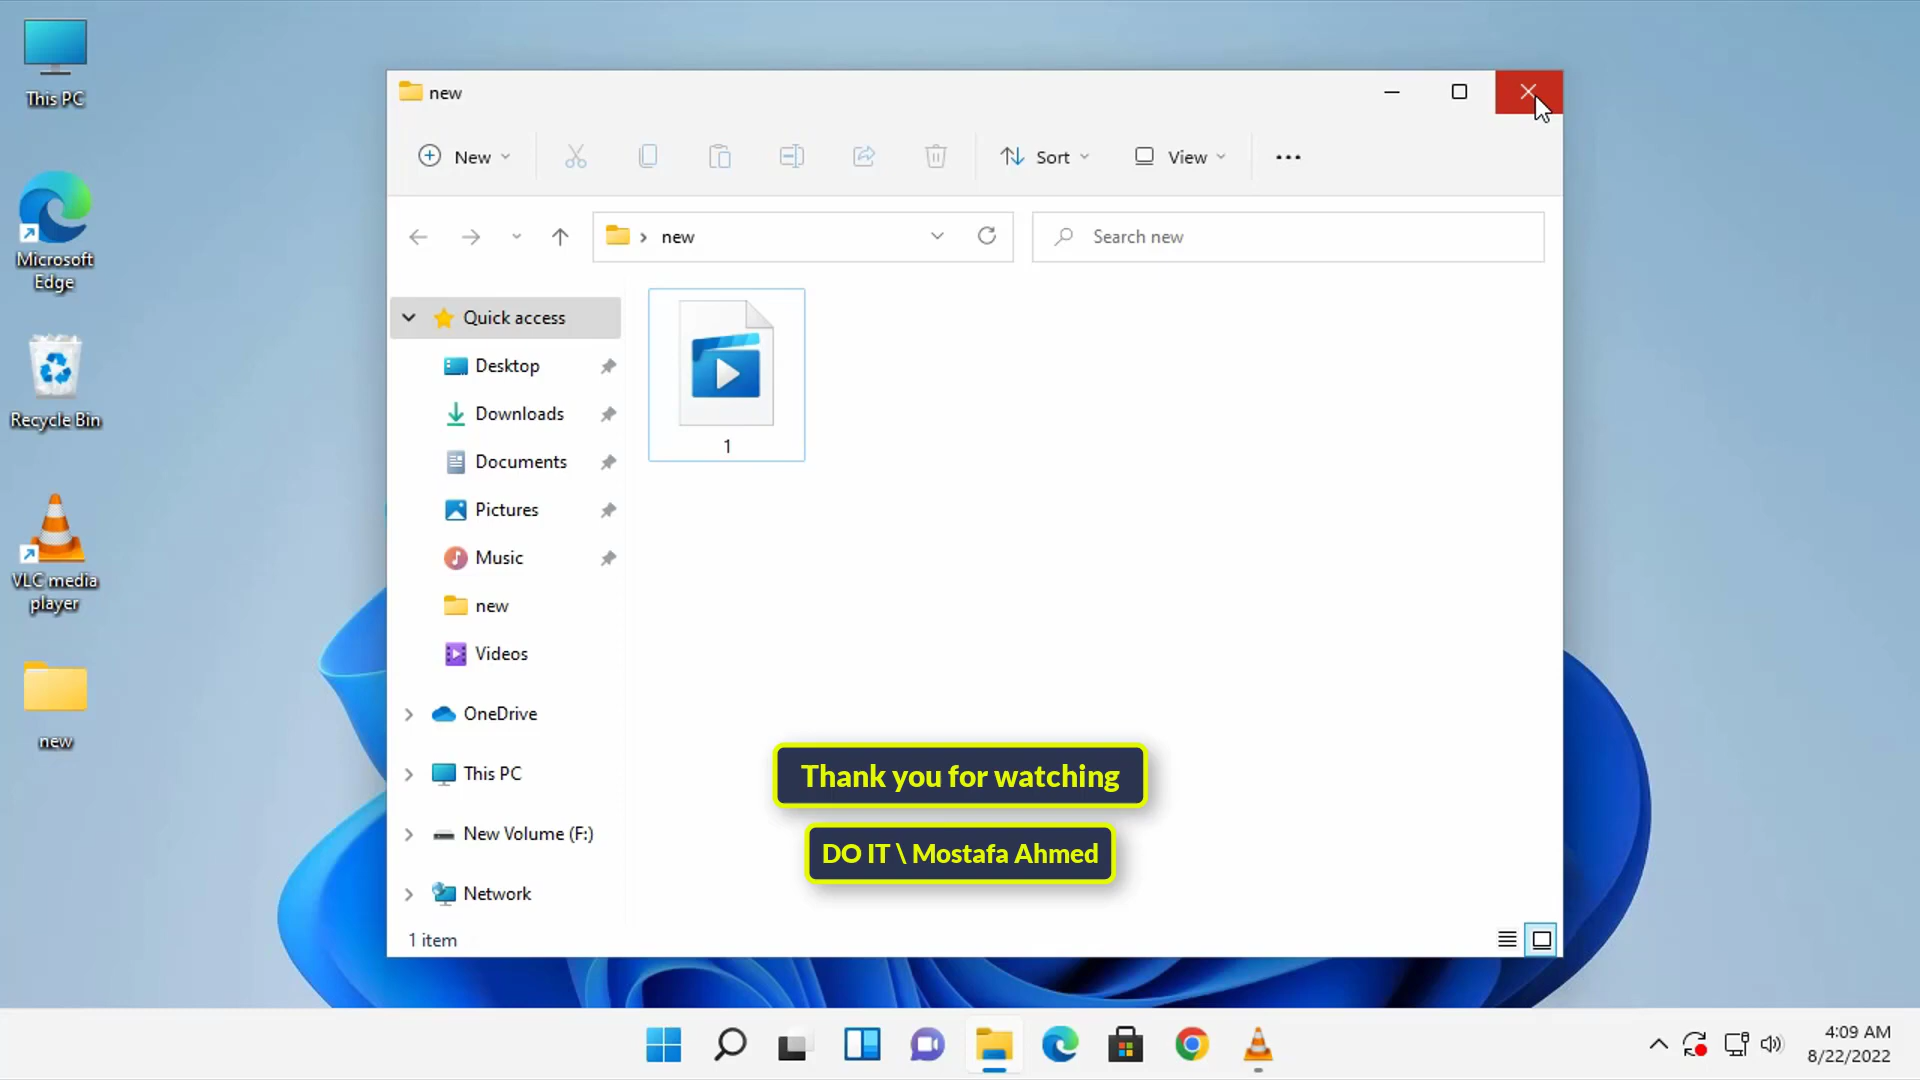 This PC
Microsoft
Edge
Recycle Bin
VLC media
player
new
new
New
Sort
View
new
Search new
Quick access
Desktop
Downloads
Documents
Pictures
Music
new
Videos
OneDrive
This PC
New Volume (F:)
Network
1
Thank you for watching
DO IT \ Mostafa Ahmed
1 item
4:09 AM
8/22/2022